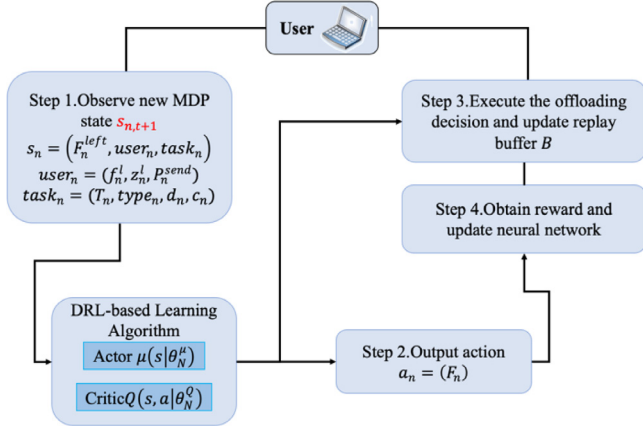 User
Step 1.Observe new MDP
state s_{n,t+1}
s_n = (F_n^{left}, user_n, task_n)
user_n = (f_n^l, z_n^l, P_n^{send})
task_n = (T_n, type_n, d_n, c_n)
Step 3.Execute the offloading
decision and update replay
buffer B
Step 4.Obtain reward and
update neural network
DRL-based Learning
Algorithm
Actor μ(s|θ_N^μ)
CriticQ(s, a|θ_N^Q)
Step 2.Output action
a_n = (F_n)